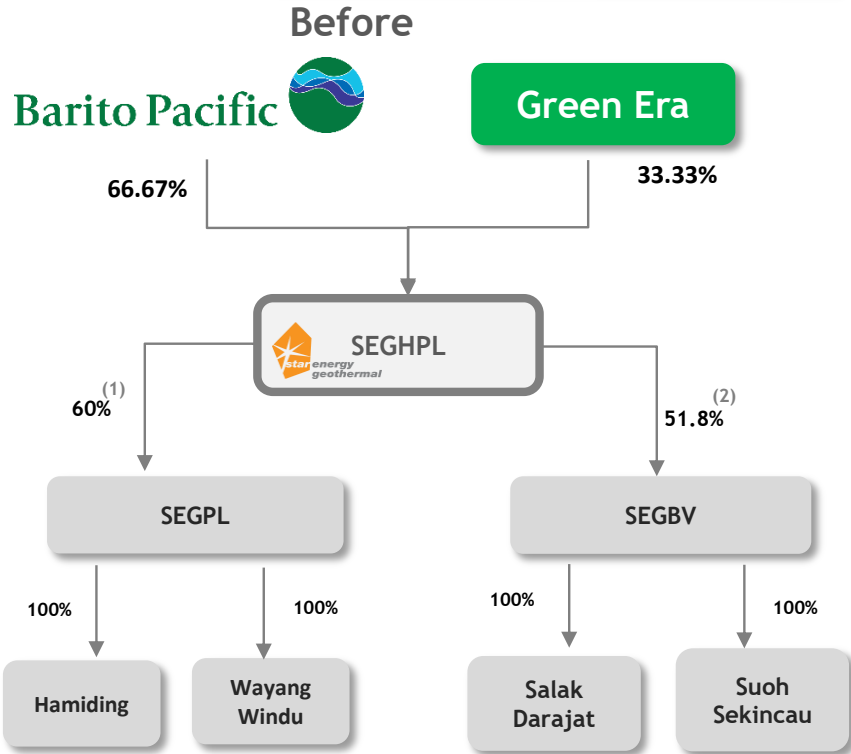 Before
Barito Pacific
Green Era
66.67%
33.33%
SEGHPL
star energy
geothermal
(1)
60%
(2)
51.8%
SEGPL
SEGBV
100%
100%
100%
100%
Hamiding
Wayang
Windu
Salak
Darajat
Suoh
Sekincau